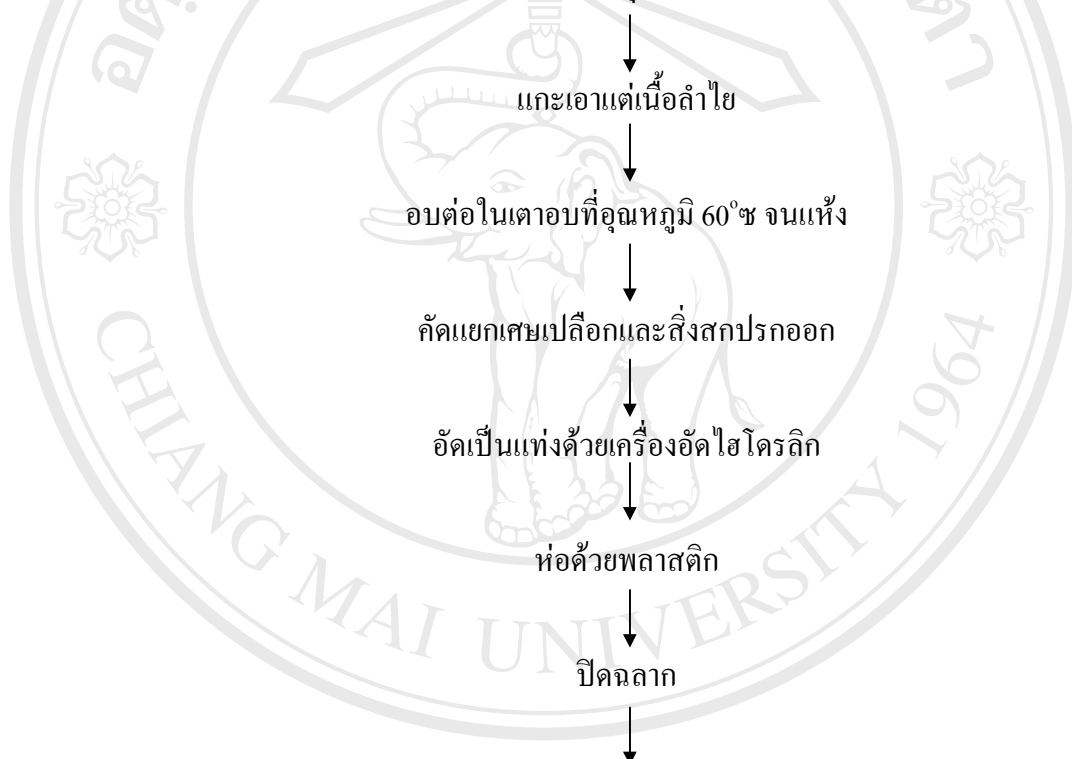 แกะเอาแต่เนื้อลำไย
อบต่อในเตาอบที่อุณหภูมิ 60°ซ จนแห้ง
คัดแยกเศษเปลือกและสิ่งสกปรกออก
อัดเป็นแท่งด้วยเครื่องอัดไฮโดรลิก
ห่อด้วยพลาสติก
ปิดฉลาก
CHIANG MAI UNIVERSITY 1964